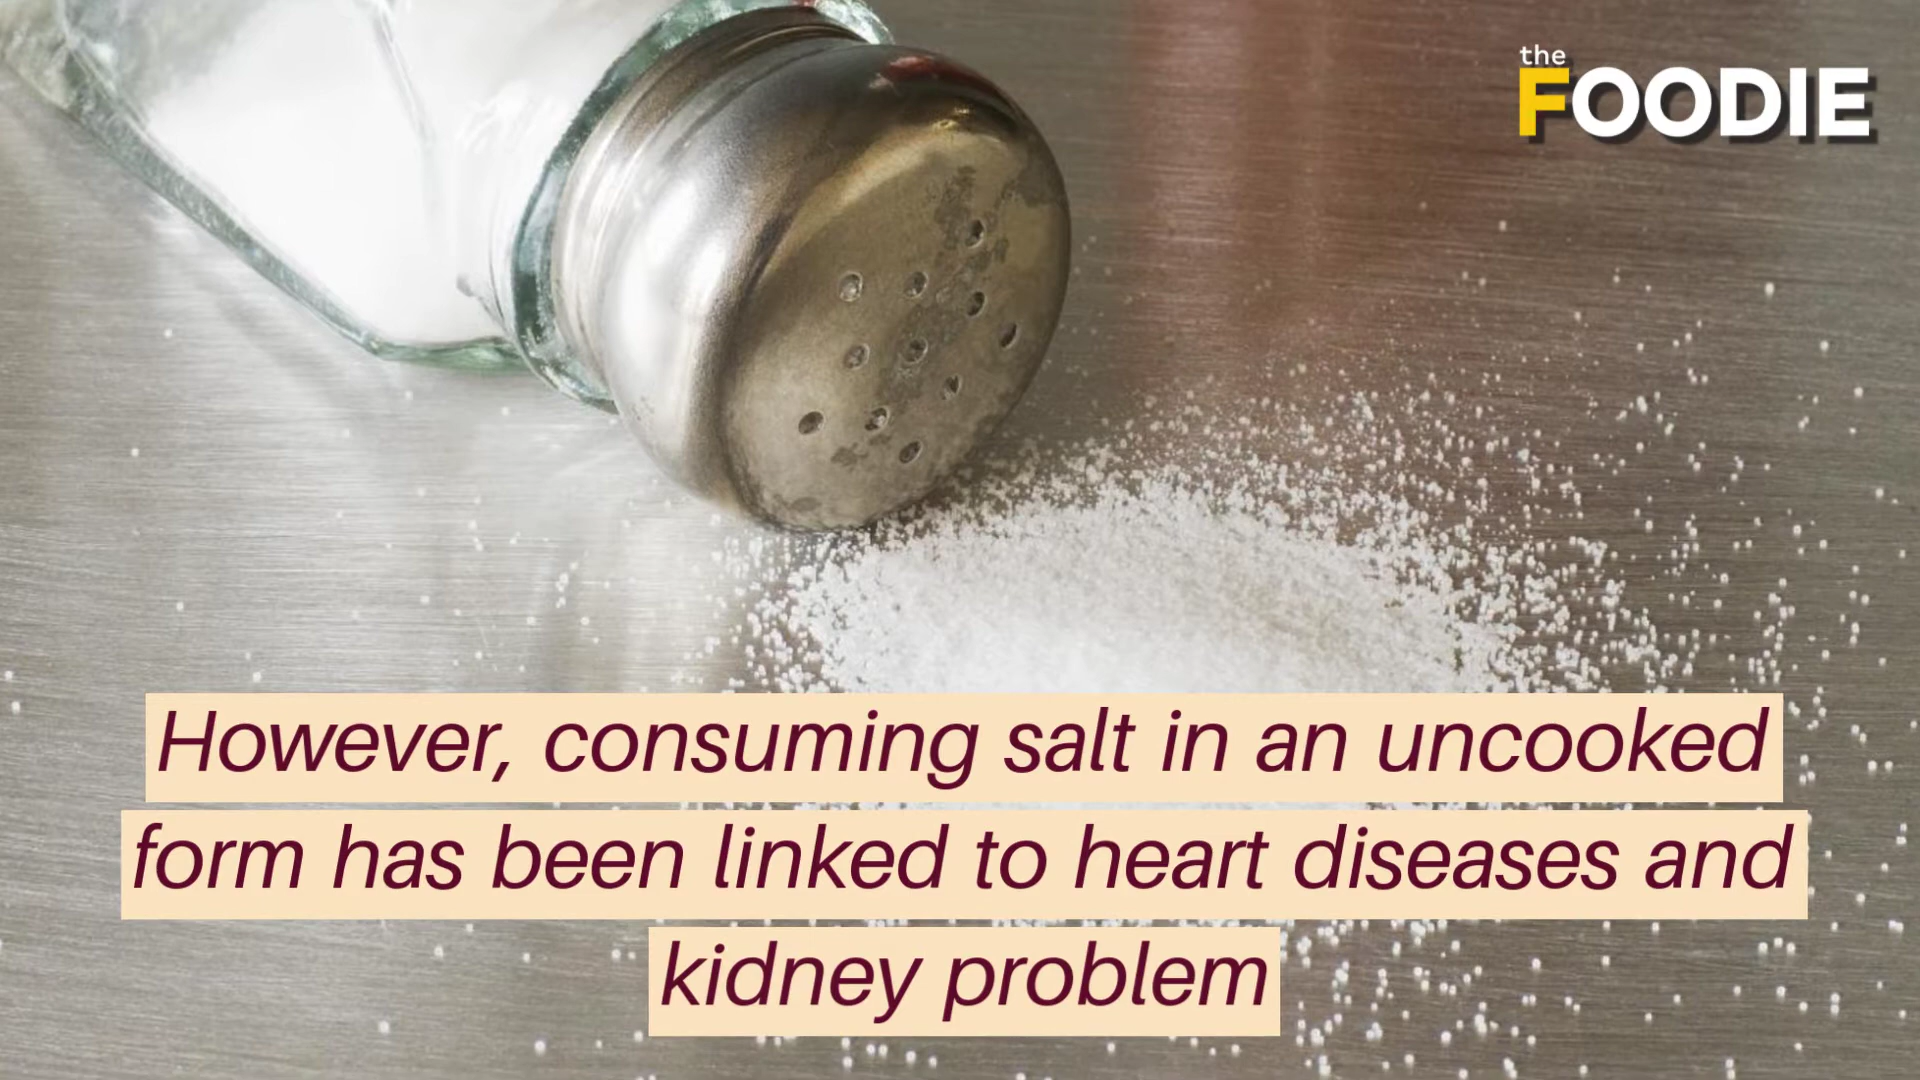 the
FOODIE
However, consuming salt in an uncooked
form has been linked to heart diseases and
kidney problem